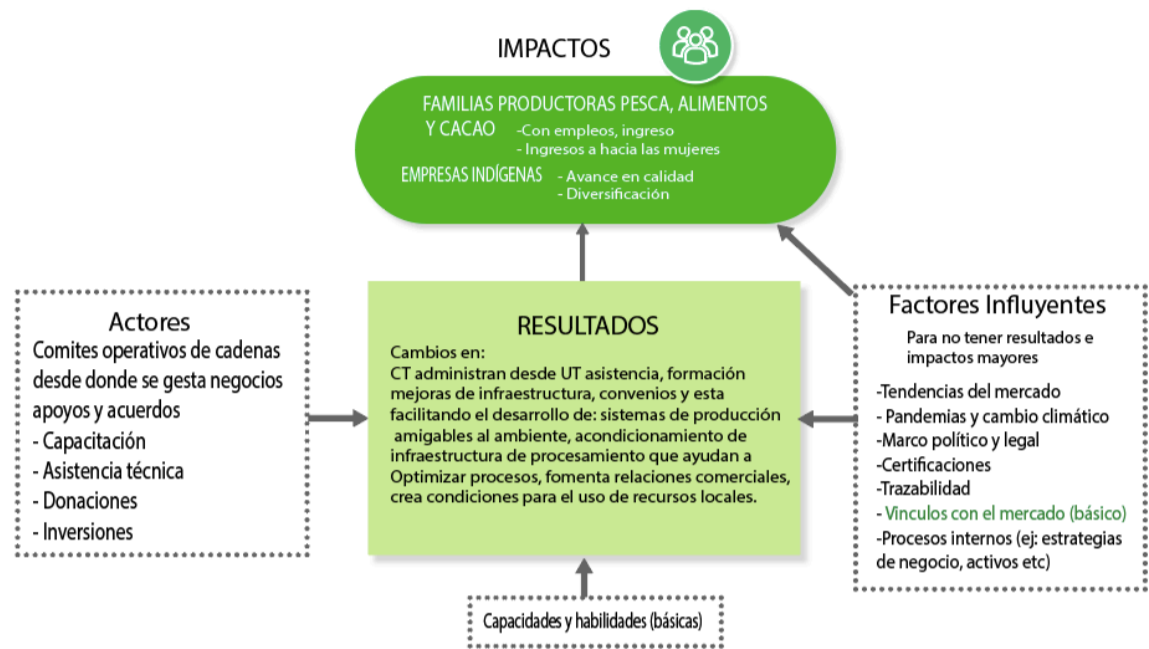 IMPACTOS
FAMILIAS PRODUCTORAS PESCA, ALIMENTOS
Y CACAO -Con empleos, ingreso
- Ingresos a hacia las mujeres
EMPRESAS INDÍGENAS - Avance en calidad
- Diversificación
Actores
Comites operativos de cadenas
desde donde se gesta negocios
apoyos y acuerdos
- Capacitación
- Asistencia técnica
- Donaciones
- Inversiones
RESULTADOS
Cambios en:
CT administran desde UT asistencia, formación
mejoras de infraestructura, convenios y esta
facilitando el desarrollo de: sistemas de producción
amigables al ambiente, acondicionamiento de
infraestructura de procesamiento que ayudan a
Optimizar procesos, fomenta relaciones comerciales,
crea condiciones para el uso de recursos locales.
Factores Influyentes
Para no tener resultados e
impactos mayores
-Tendencias del mercado
- Pandemias y cambio climático
-Marco político y legal
-Certificaciones
-Trazabilidad
- Vinculos con el mercado (básico)
-Procesos internos (ej: estrategias
de negocio, activos etc)
Capacidades y habilidades (básicas)